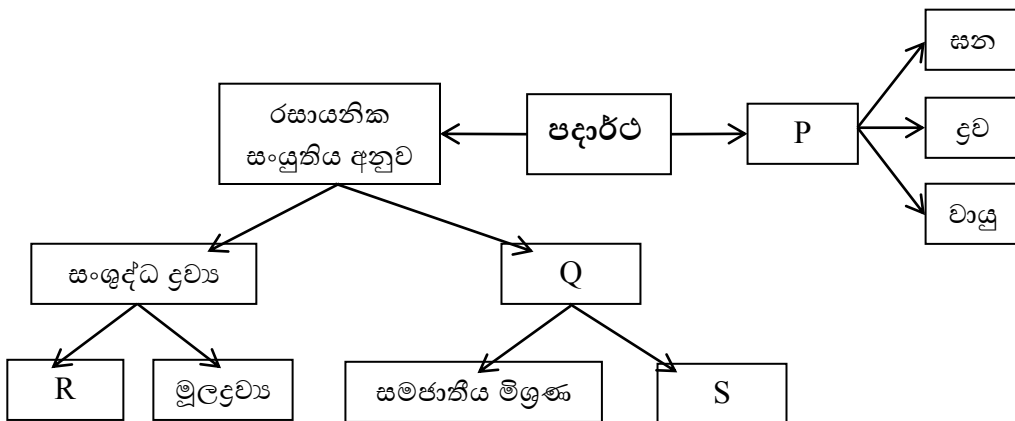 ඝන
රසායනික
සංයුතිය අනුව
පදාර්ථ
P
ද්‍රව
වායු
සංශුද්ධ ද්‍රව්‍ය
Q
R
මූලද්‍රව්‍ය
සමජාතීය මිශ්‍රණ
S